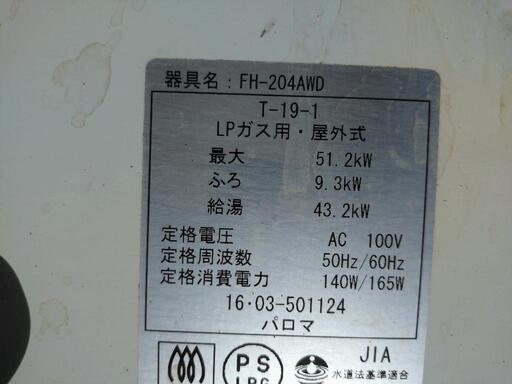 器具名：FH-204AWD
T-19-1
LPガス用・屋外式
最大 51.2kW
ふろ 9.3kW
給湯 43.2kW
定格電圧 AC 100V
定格周波数 50Hz/60Hz
定格消費電力 140W/165W
16・03-501124
パロマ
PS
LPG
JIA
水道法基準適合